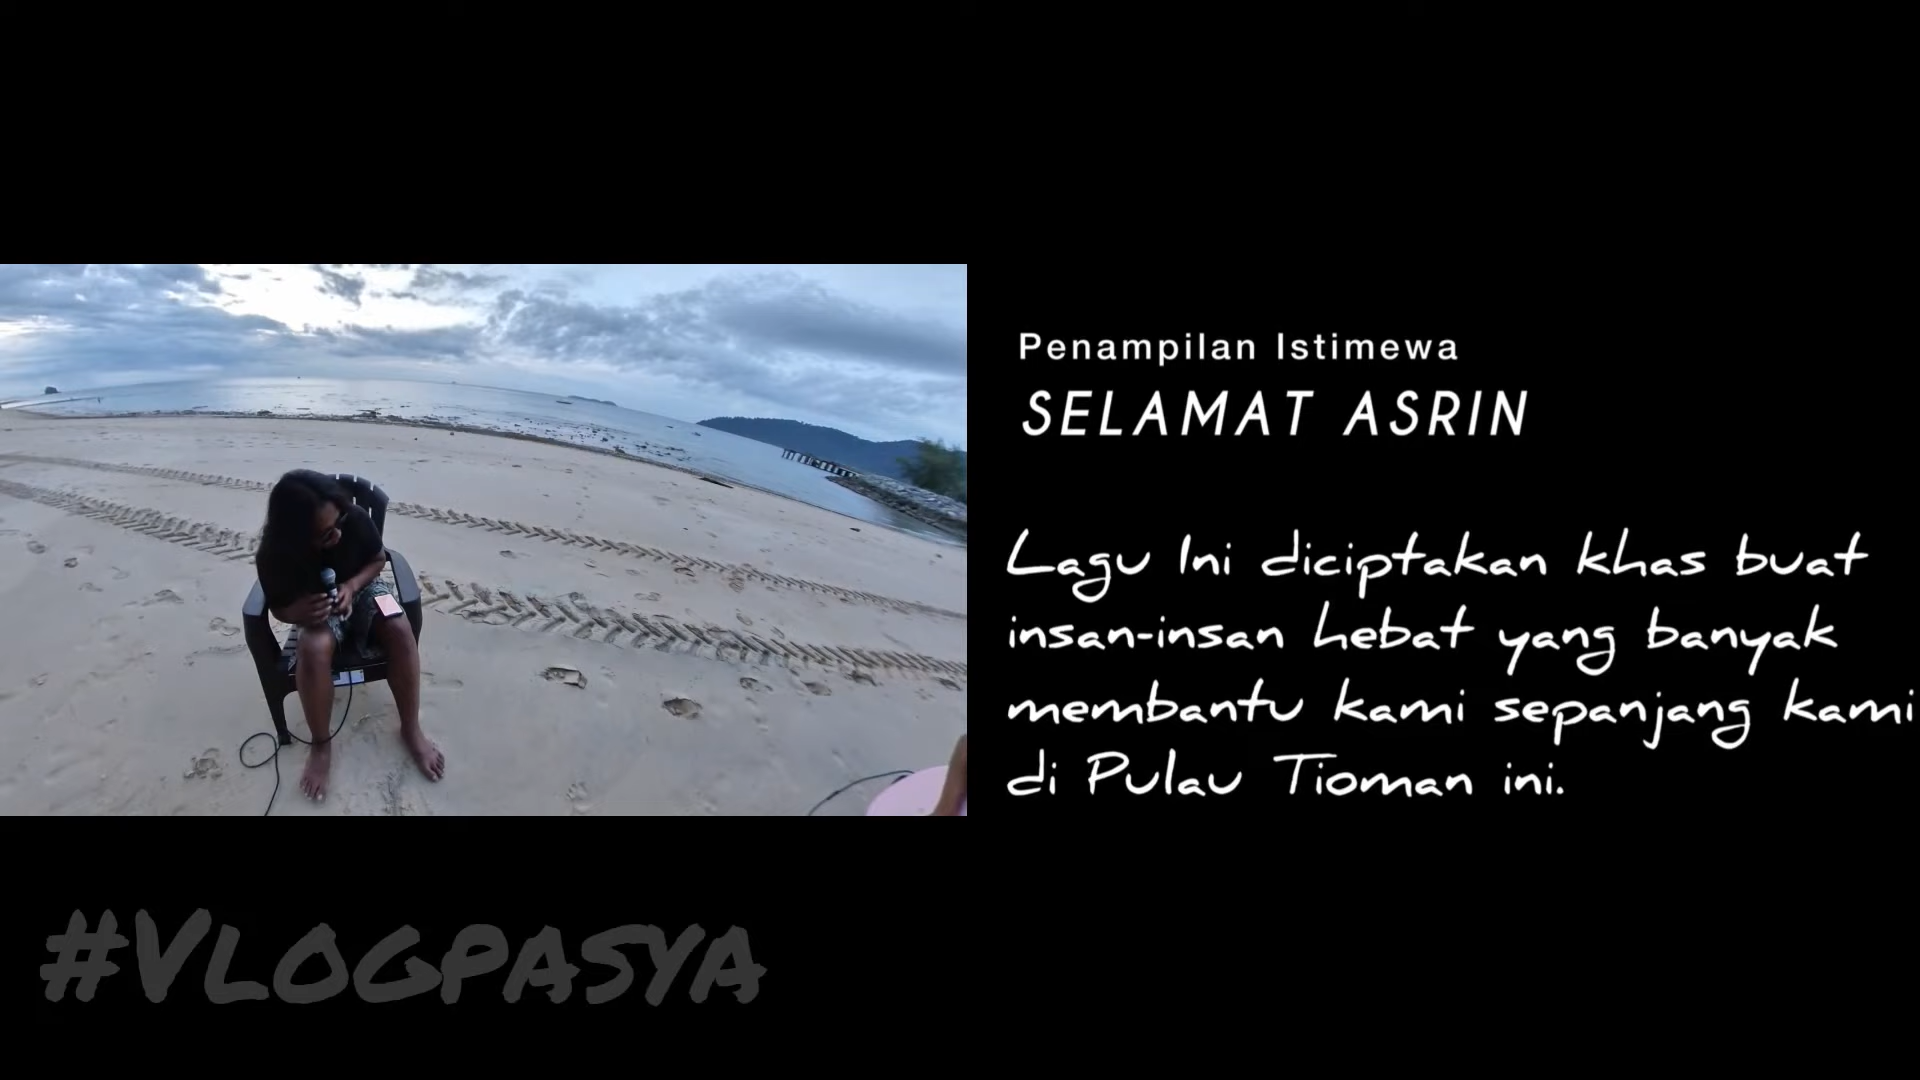 Penampilan Istimewa
SELAMAT ASRIN
Lagu Ini diciptakan khas buat
insan-insan hebat yang banyak
membantu kami sepanjang kami
di Pulau Tioman ini.
#Vlogpasya